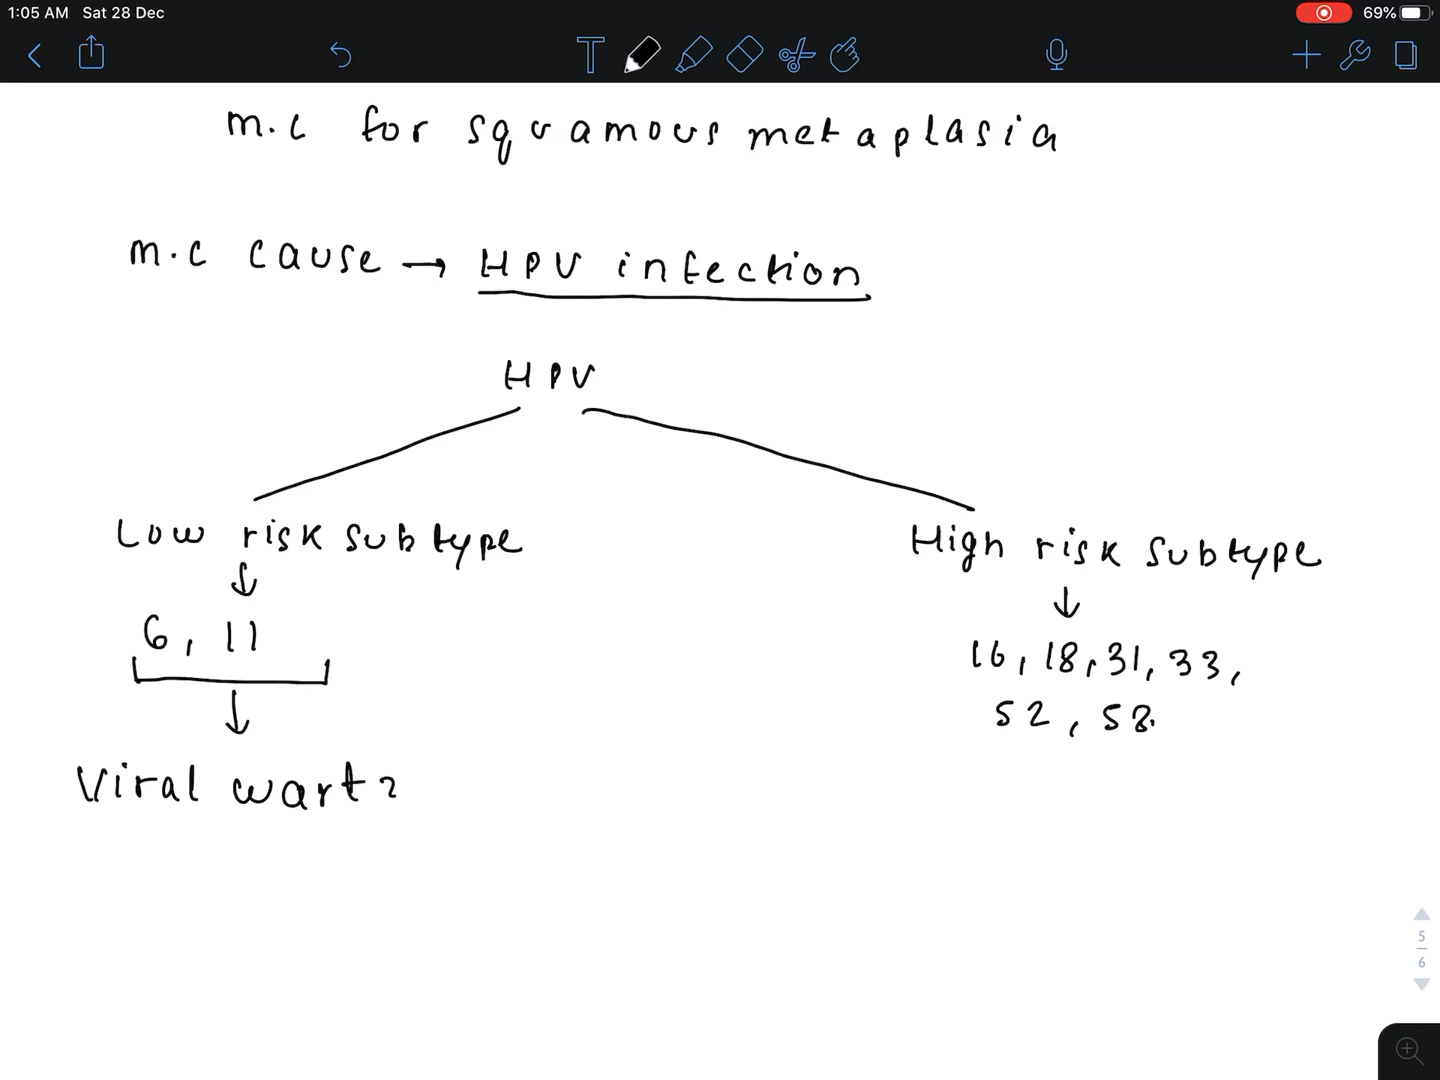 1:05 AM Sat 28 Dec 69%
T
m.c for squamous metaplasia
m.c cause → HPV infection
HPV
Low risk subtype High risk subtype
↓ ↓
6, 11 16, 18, 31, 33,
52, 58.
↓
Viral warts
5
6